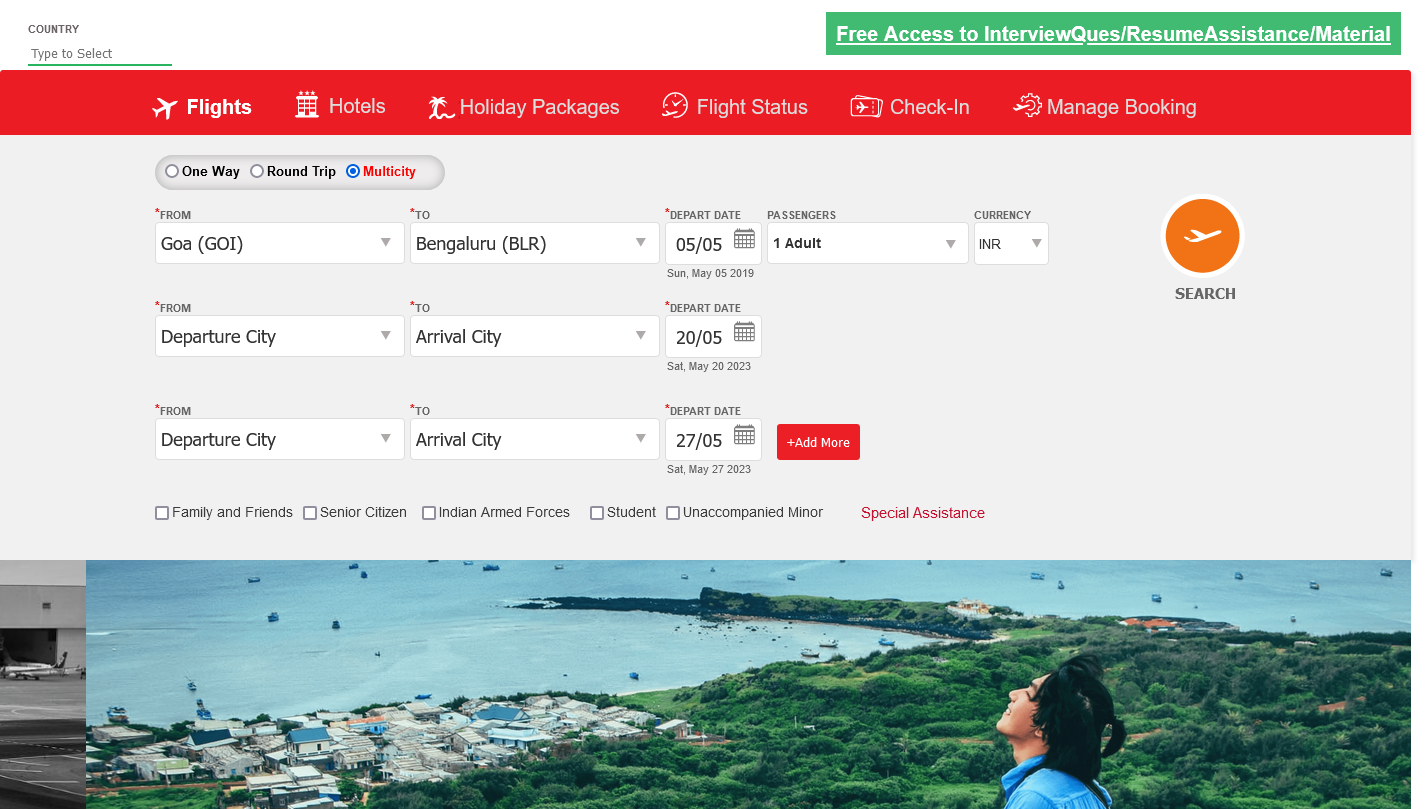 COUNTRY
Type to Select
Free Access to InterviewQues/ResumeAssistance/Material
Flights Hotels Holiday Packages Flight Status Check-In Manage Booking
One Way Round Trip Multicity
*FROM *TO *DEPART DATE PASSENGERS CURRENCY
Goa (GOI) Bengaluru (BLR) 05/05 1 Adult INR
Sun, May 05 2019
SEARCH
*FROM *TO *DEPART DATE
Departure City Arrival City 20/05
Sat, May 20 2023
*FROM *TO *DEPART DATE
Departure City Arrival City 27/05 +Add More
Sat, May 27 2023
Family and Friends Senior Citizen Indian Armed Forces Student Unaccompanied Minor Special Assistance